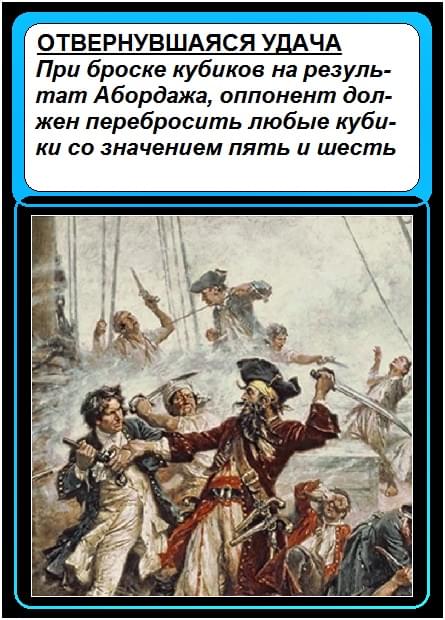 ОТВЕРНУВШАЯСЯ УДАЧА
При броске кубиков на резуль-
тат Абордажа, оппонент дол-
жен перебросить любые куби-
ки со значением пять и шесть